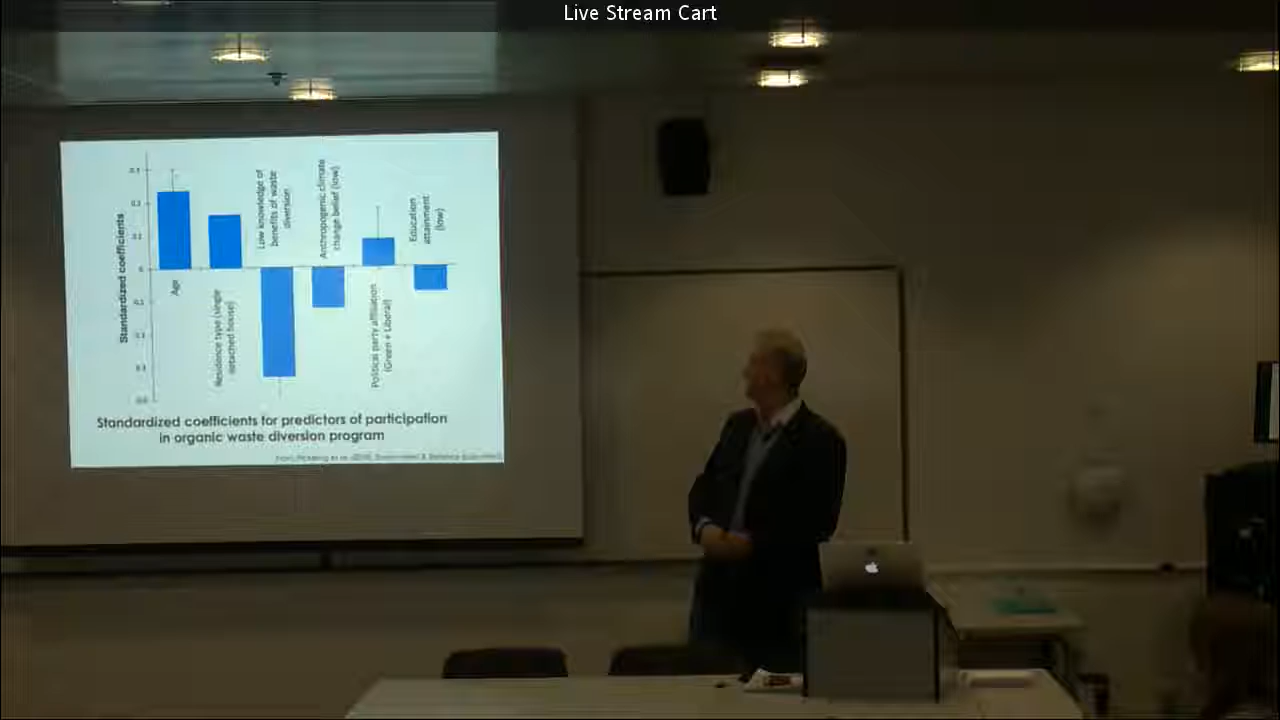 Live Stream Cart
Standardized coefficients
0
Age
Residence type (single
detached house)
Low knowledge of
benefits of waste
diversion
Anthropogenic climate
change belief (low)
Political party affiliation
(Green + Liberal)
Education
attainment
(low)
Standardized coefficients for predictors of participation
in organic waste diversion program